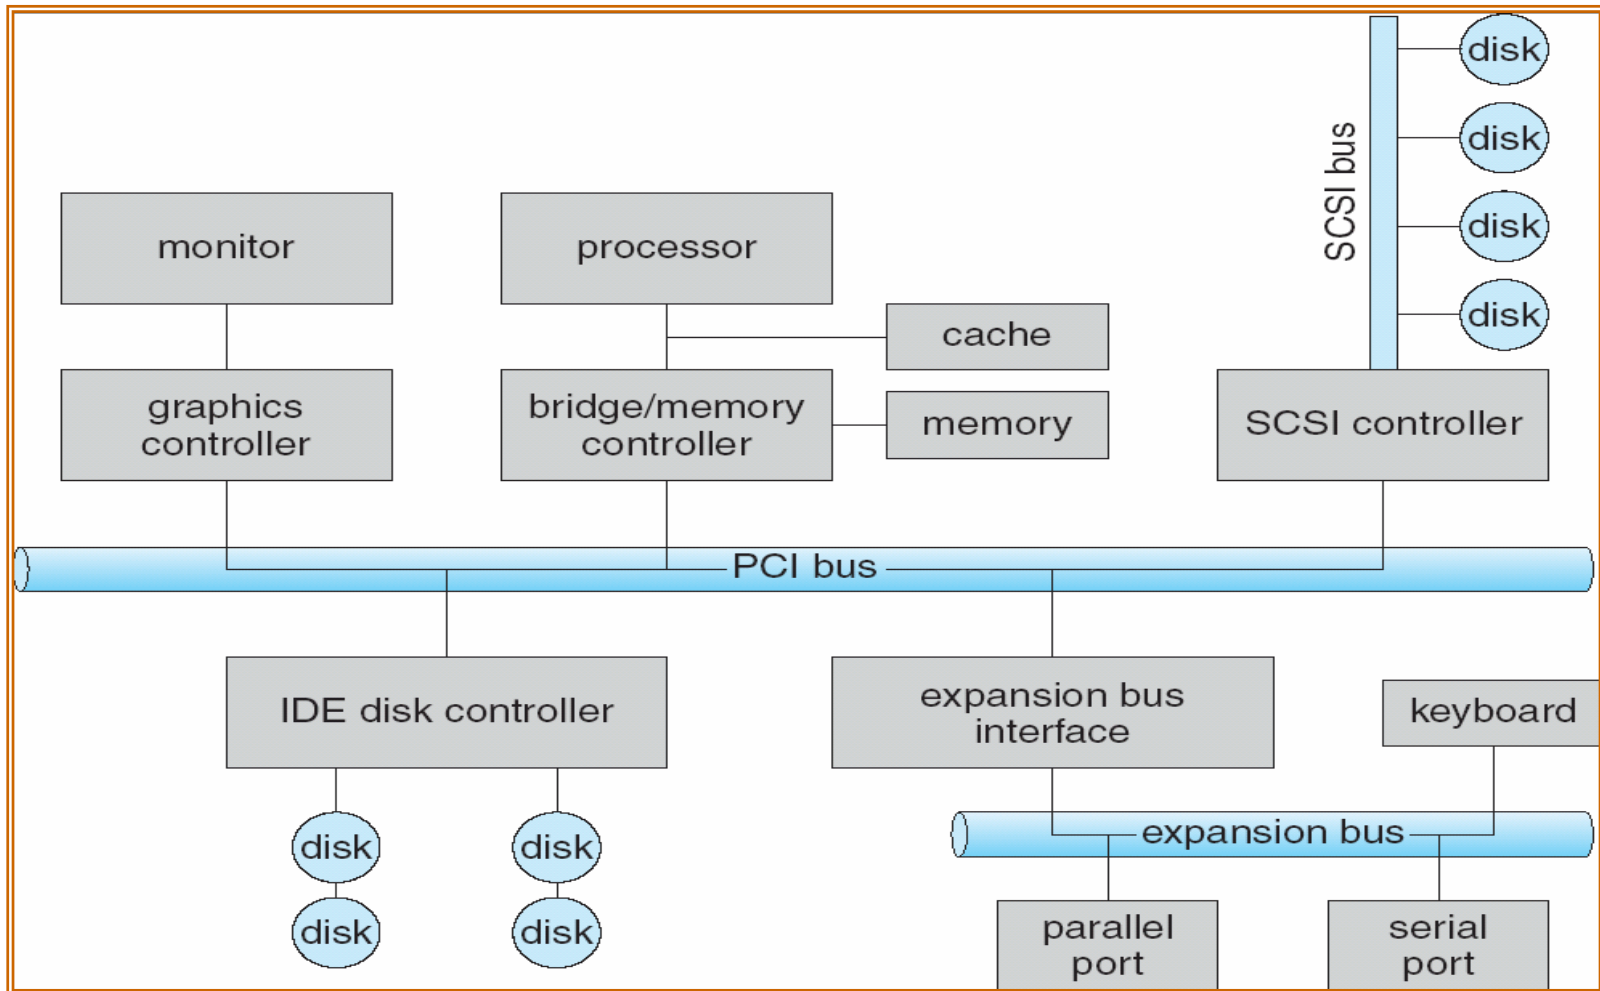 disk
disk
disk
disk
SCSI bus
monitor
processor
cache
graphics
controller
bridge/memory
controller
memory
SCSI controller
PCI bus
IDE disk controller
expansion bus
interface
keyboard
disk
disk
expansion bus
disk
disk
parallel
port
serial
port